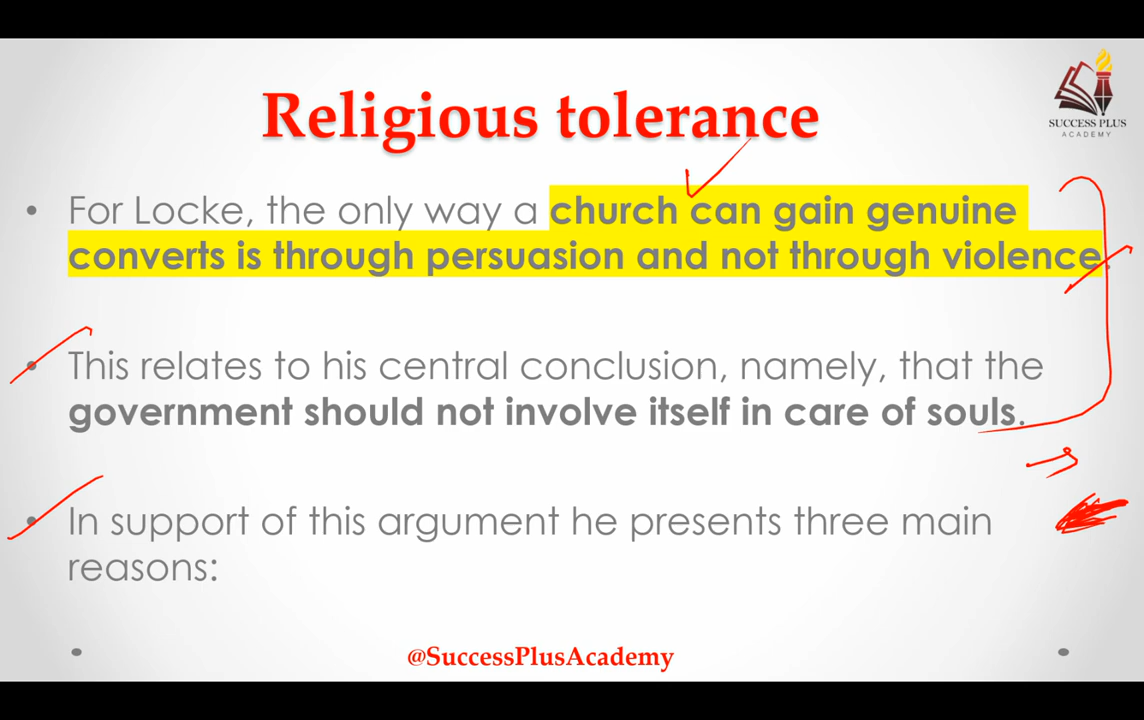 Religious tolerance
SUCCESS PLUS
ACADEMY
• For Locke, the only way a church can gain genuine
converts is through persuasion and not through violence.
• This relates to his central conclusion, namely, that the
government should not involve itself in care of souls.
• In support of this argument he presents three main
reasons:
@SuccessPlusAcademy